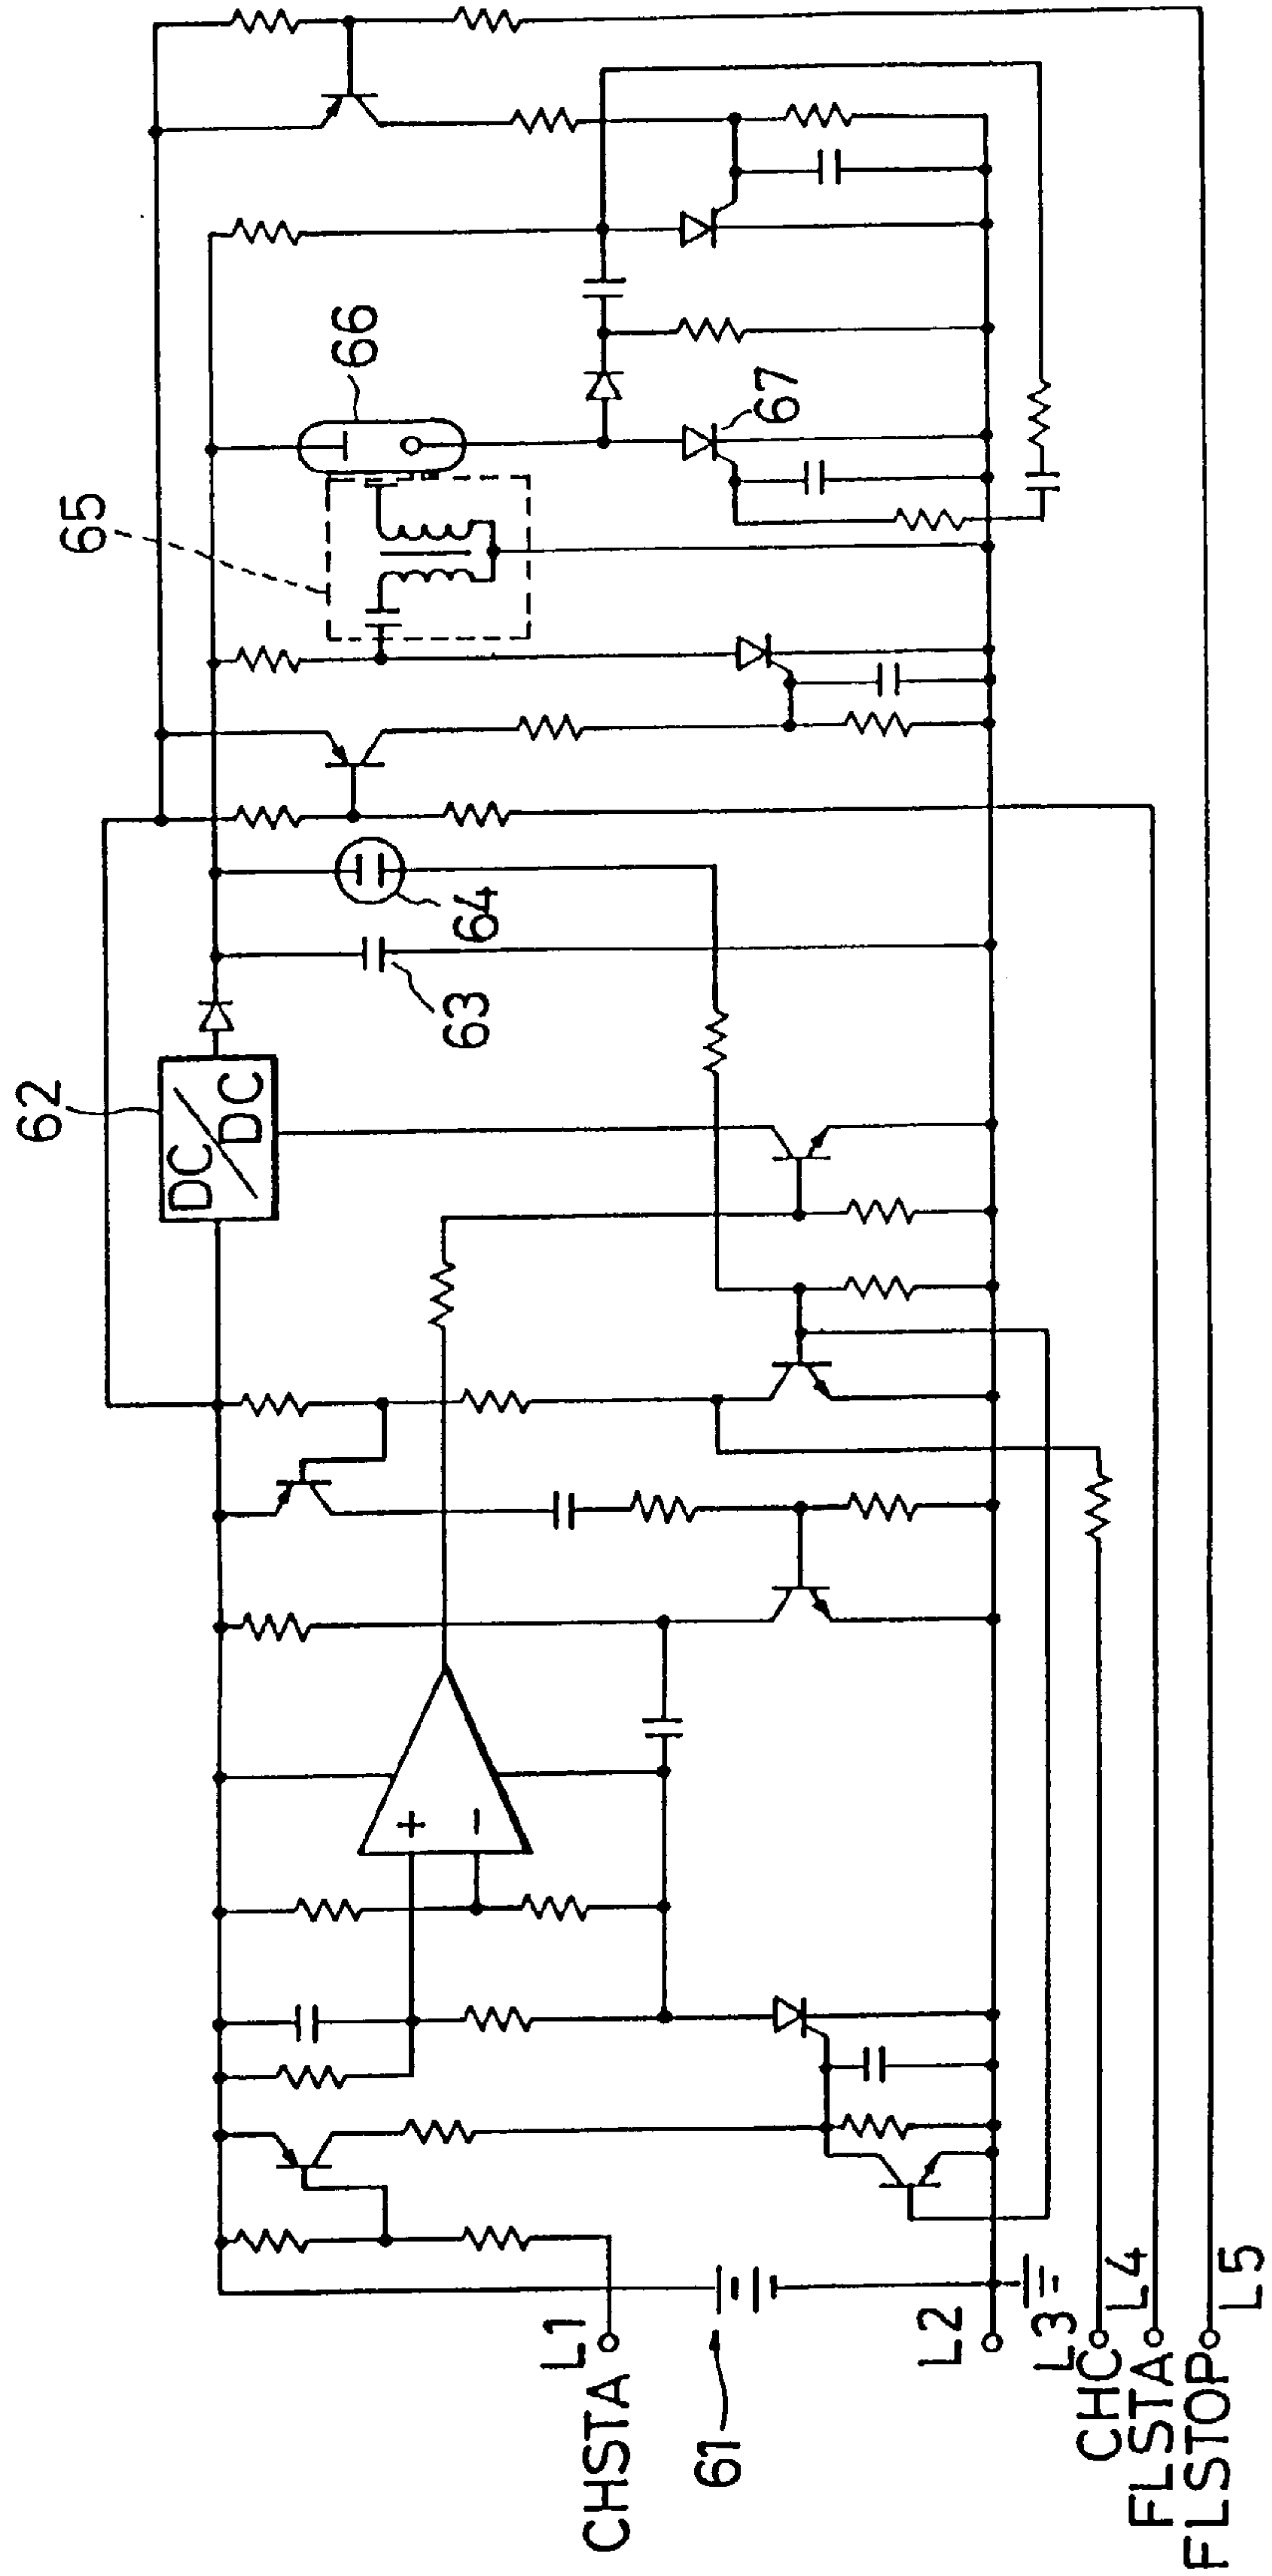 62
DC
DC
63
64
65
66
67
+
−
CHSTA
L1
61
L2
L3
CHC
L4
FLSTA
L5
FLSTOP